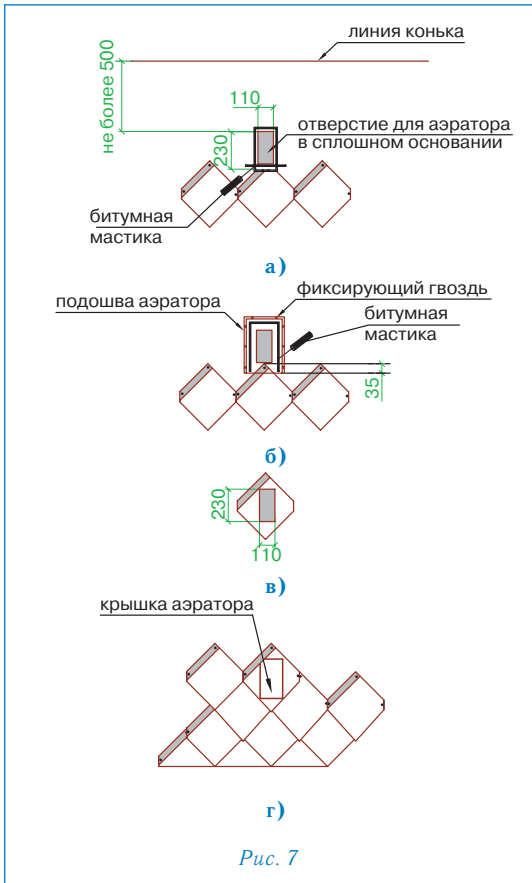 линия конька
не более 500
110
отверстие для аэратора
в сплошном основании
230
битумная
мастика
а)
фиксирующий гвоздь
подошва аэратора
битумная
мастика
35
б)
230
110
в)
крышка аэратора
г)
Рис. 7